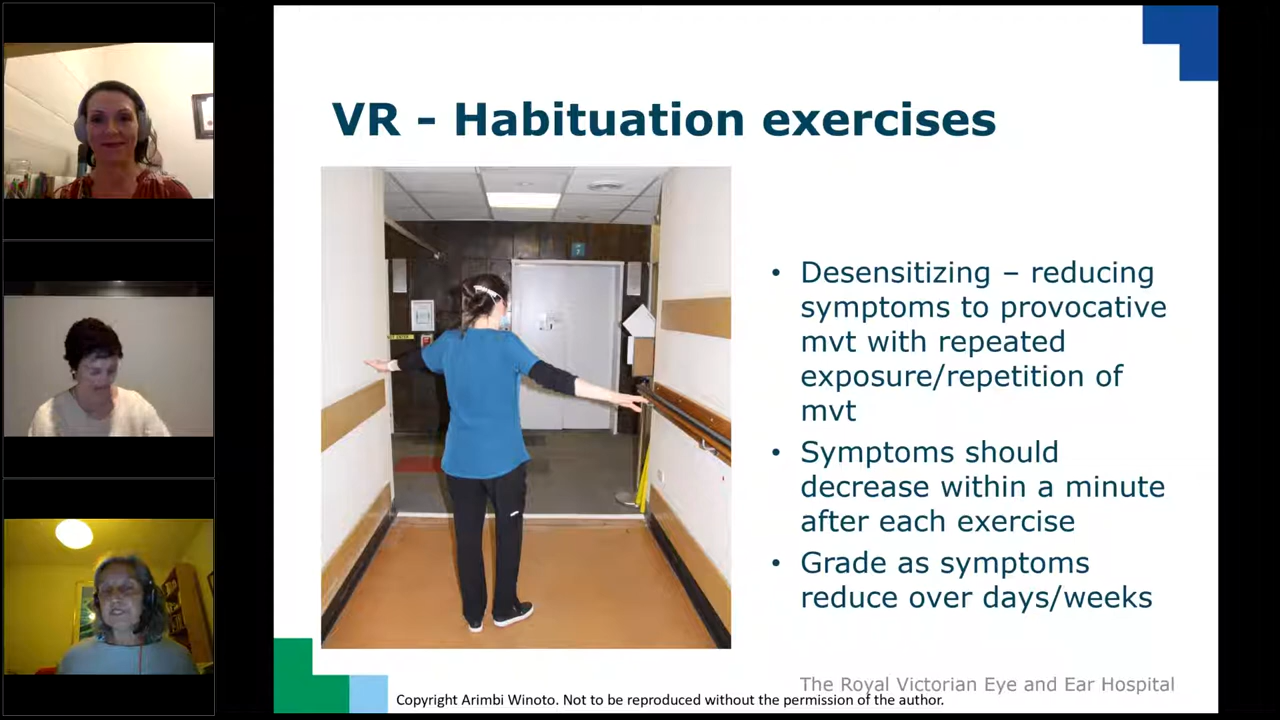 VR - Habituation exercises
• Desensitizing – reducing
symptoms to provocative
mvt with repeated
exposure/repetition of
mvt
• Symptoms should
decrease within a minute
after each exercise
• Grade as symptoms
reduce over days/weeks
The Royal Victorian Eye and Ear Hospital
Copyright Arimbi Winoto. Not to be reproduced without the permission of the author.